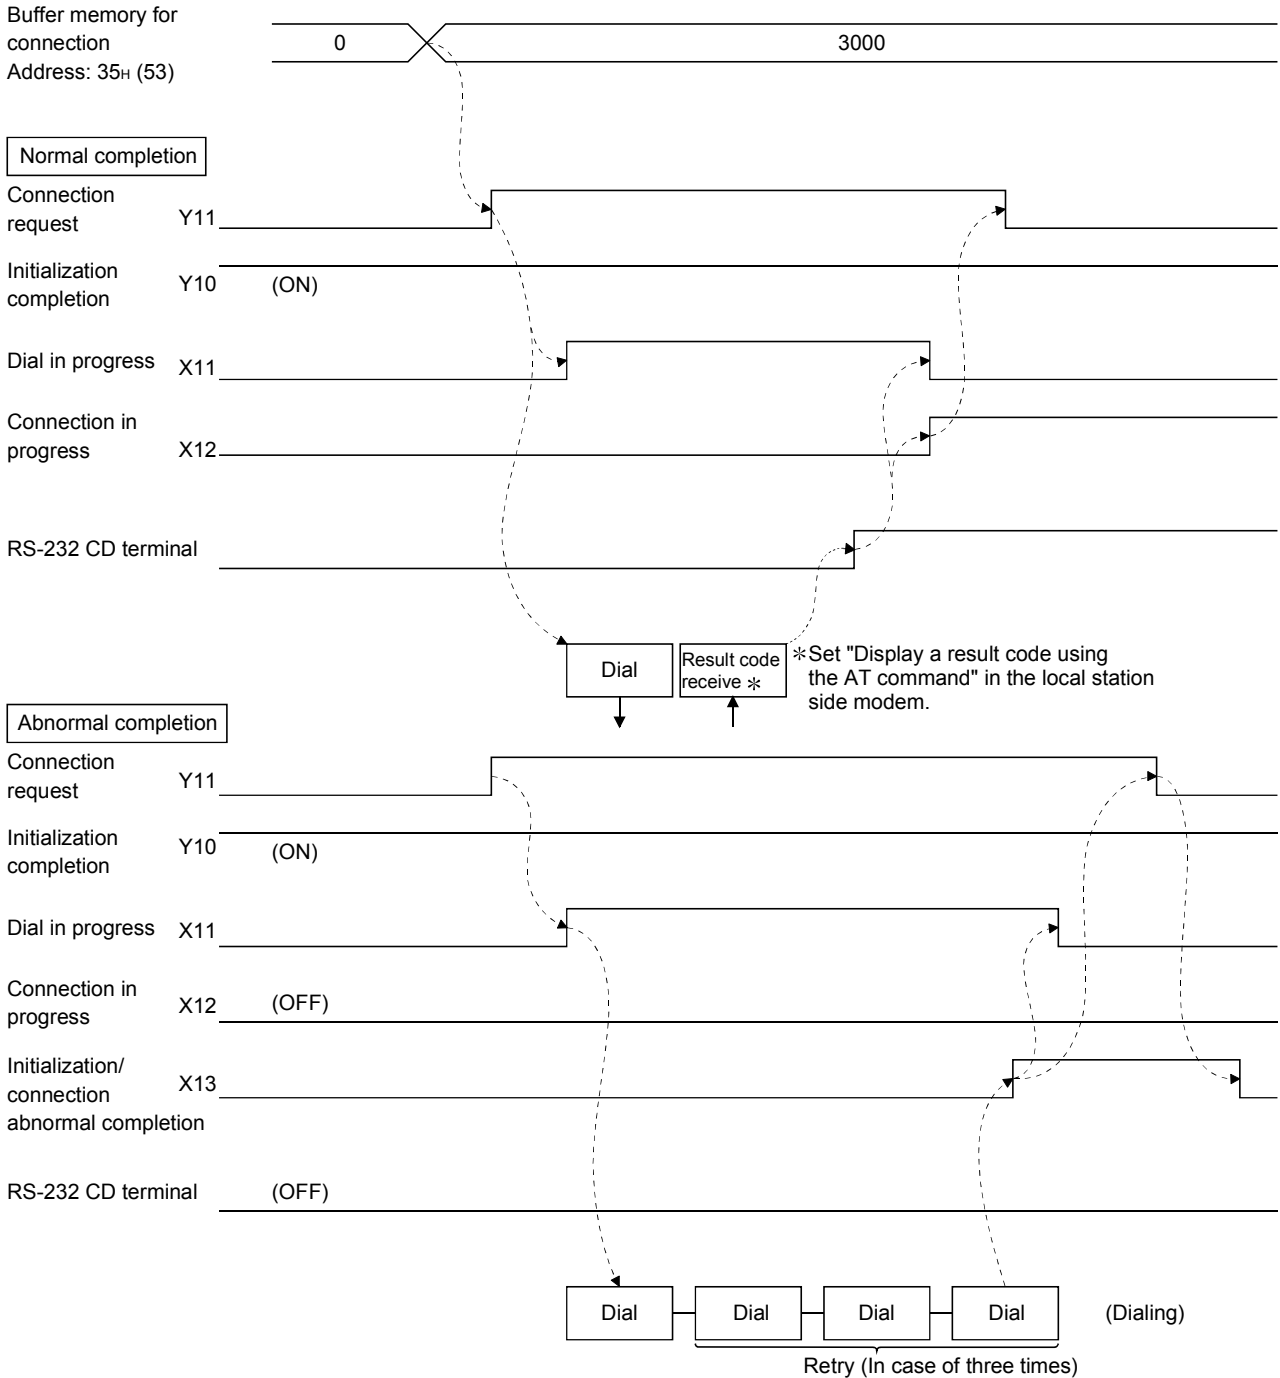 Buffer memory for
connection
Address: 35H (53)
0
3000
Normal completion
Connection
request
Y11
Initialization
completion
Y10
(ON)
Dial in progress
X11
Connection in
progress
X12
RS-232 CD terminal
Dial
Result code
receive *
*Set "Display a result code using
the AT command" in the local station
side modem.
Abnormal completion
Connection
request
Y11
Initialization
completion
Y10
(ON)
Dial in progress
X11
Connection in
progress
X12
(OFF)
Initialization/
connection
abnormal completion
X13
RS-232 CD terminal
(OFF)
Dial
Dial
Dial
Dial
(Dialing)
Retry (In case of three times)